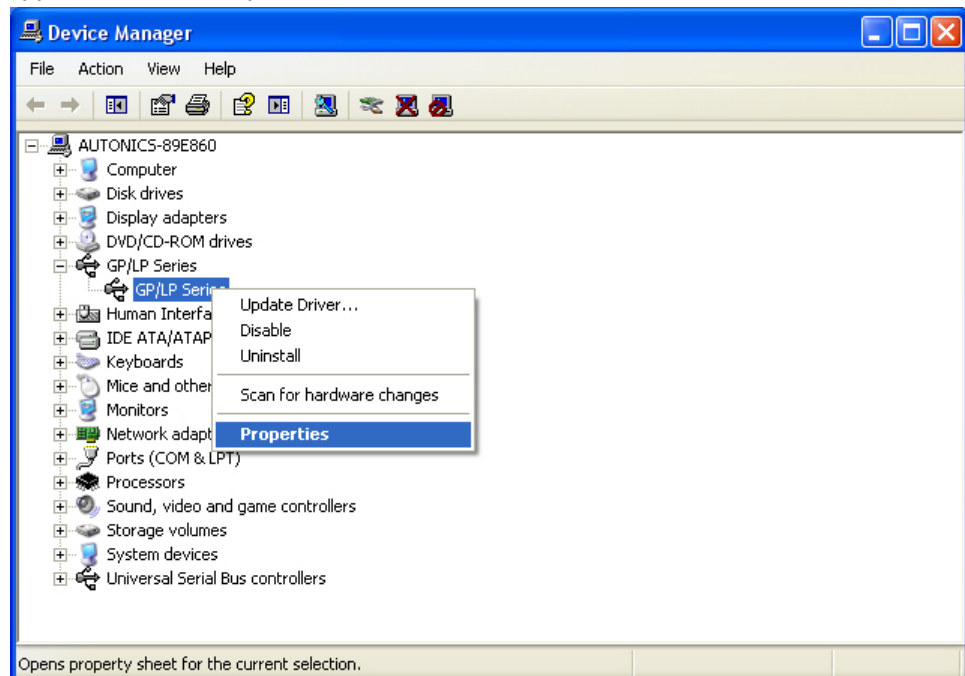 Device Manager
File Action View Help
AUTONICS-89E860
Computer
Disk drives
Display adapters
DVD/CD-ROM drives
GP/LP Series
GP/LP Series
Update Driver...
Human Interfa
Disable
IDE ATA/ATAP
Uninstall
Keyboards
Mice and other
Scan for hardware changes
Monitors
Network adapt
Properties
Ports (COM & LPT)
Processors
Sound, video and game controllers
Storage volumes
System devices
Universal Serial Bus controllers
Opens property sheet for the current selection.